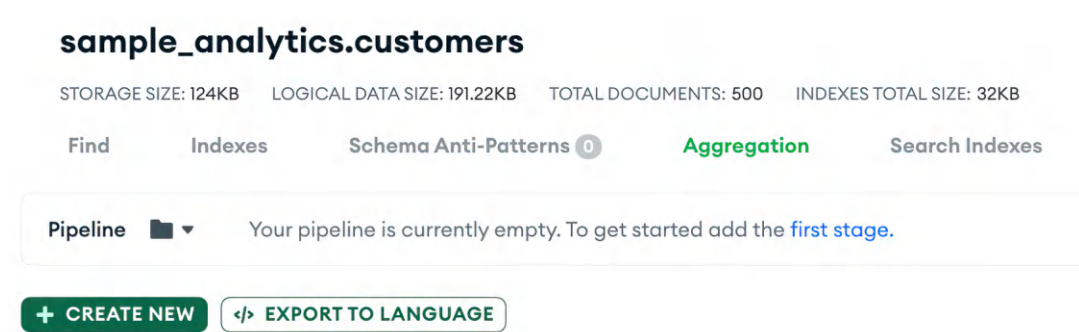 sample_analytics.customers
STORAGE SIZE: 124KB LOGICAL DATA SIZE: 191.22KB TOTAL DOCUMENTS: 500 INDEXES TOTAL SIZE: 32KB
Find Indexes Schema Anti-Patterns 0 Aggregation Search Indexes
Pipeline Your pipeline is currently empty. To get started add the first stage.
+ CREATE NEW </> EXPORT TO LANGUAGE